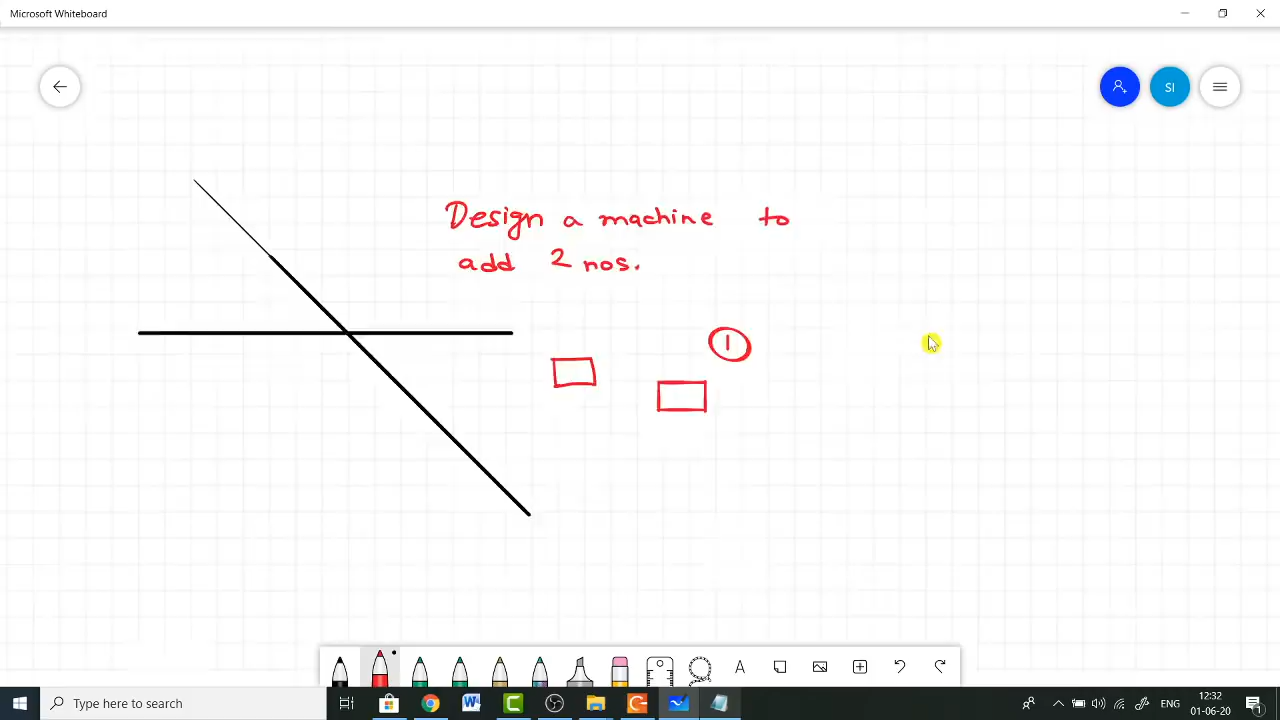 Microsoft Whiteboard
SI
Design a machine to
add 2 nos.
1
A
Type here to search
ENG
12:32
01-06-20
1